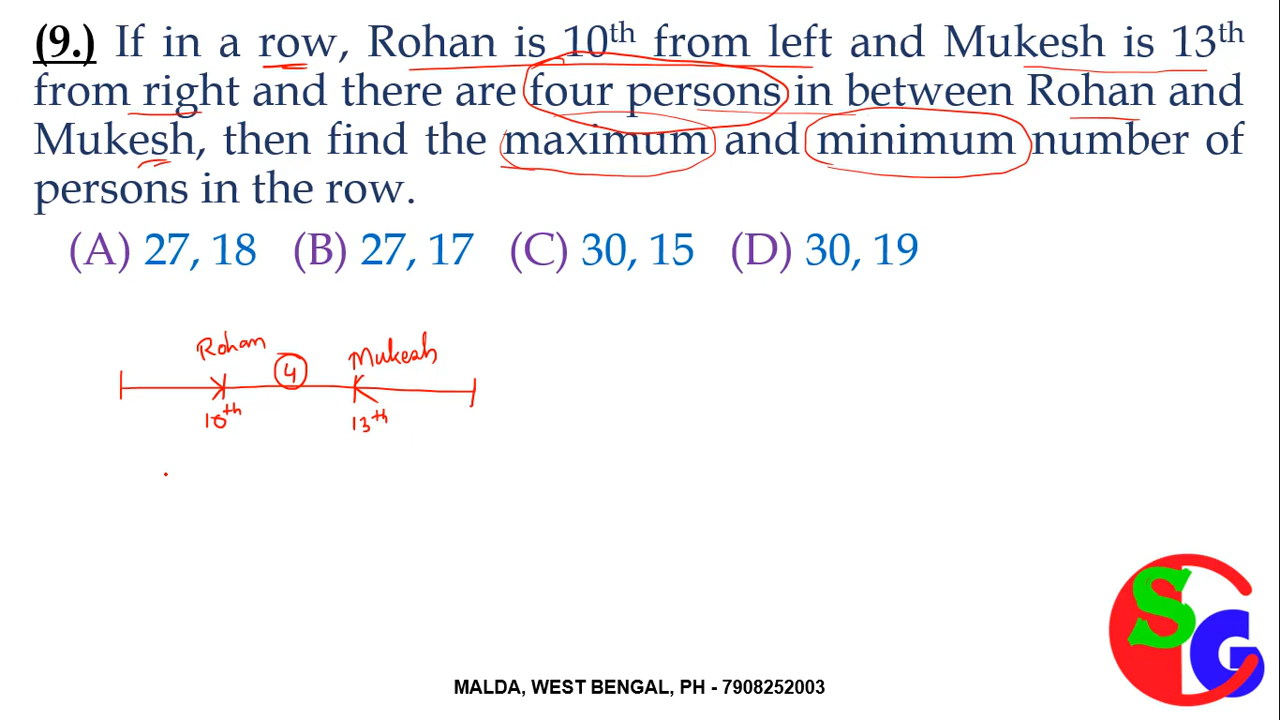 (9.) If in a row, Rohan is 10th from left and Mukesh is 13th
from right and there are four persons in between Rohan and
Mukesh, then find the maximum and minimum number of
persons in the row.
(A) 27, 18 (B) 27, 17 (C) 30, 15 (D) 30, 19
Rohan 4 Mukesh
10th 13th
SG
MALDA, WEST BENGAL, PH - 7908252003